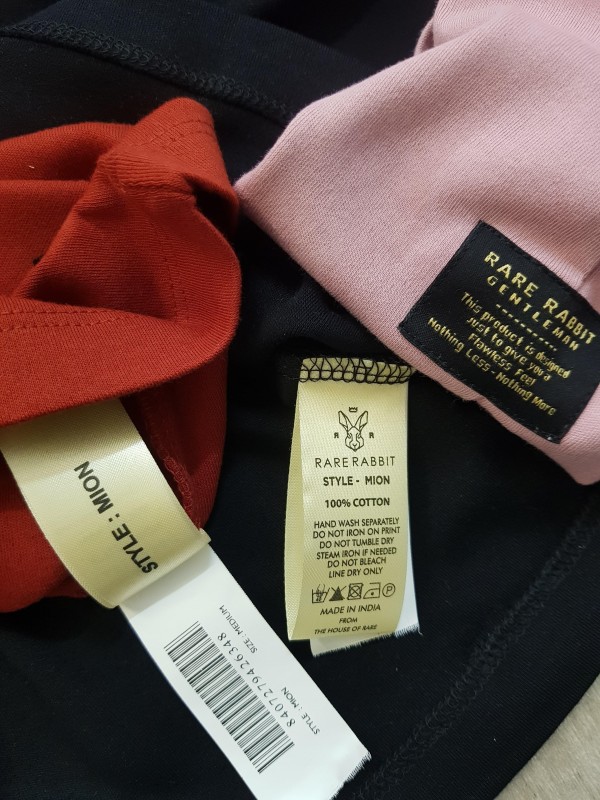 RARE RABBIT
GENTLEMAN
This product is designed
just to give you a
Flawless Feel
Nothing Less - Nothing More
R R
RARE RABBIT
STYLE - MION
100% COTTON
HAND WASH SEPARATELY
DO NOT IRON ON PRINT
DO NOT TUMBLE DRY
STEAM IRON IF NEEDED
DO NOT BLEACH
LINE DRY ONLY
P
MADE IN INDIA
FROM
THE HOUSE OF RARE
STYLE : MION
SIZE: MEDIUM
8407279426348
STYLE : MION